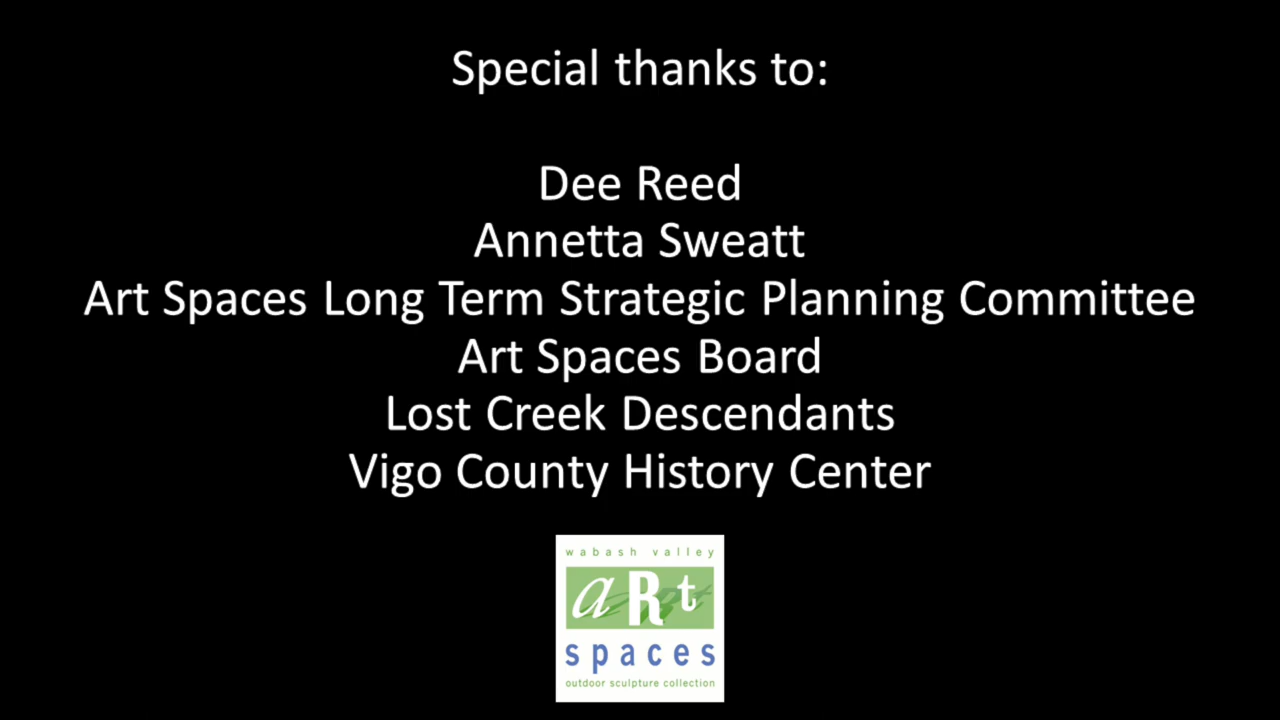 Special thanks to:
Dee Reed
Annetta Sweatt
Art Spaces Long Term Strategic Planning Committee
Art Spaces Board
Lost Creek Descendants
Vigo County History Center
wabash valley
aRt
spaces
outdoor sculpture collection